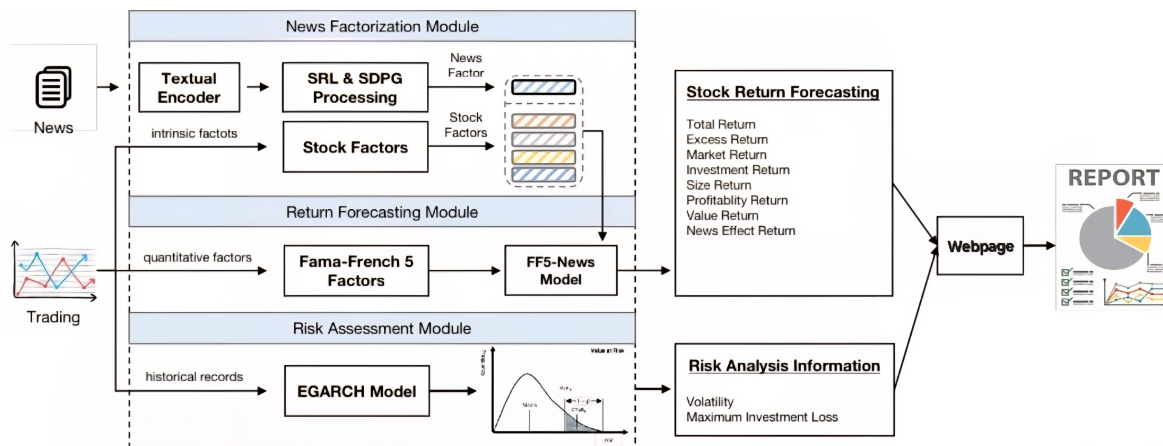 News Factorization Module
News
Textual
Encoder
SRL & SDPG
Processing
News
Factor
intrinsic factots
Stock Factors
Stock
Factors
Return Forecasting Module
Trading
quantitative factors
Fama-French 5
Factors
FF5-News
Model
Risk Assessment Module
historical records
EGARCH Model
Value at Risk
Frequency
Stock Return Forecasting
Total Return
Excess Return
Market Return
Investment Return
Size Return
Profitablity Return
Value Return
News Effect Return
Risk Analysis Information
Volatility
Maximum Investment Loss
Webpage
REPORT